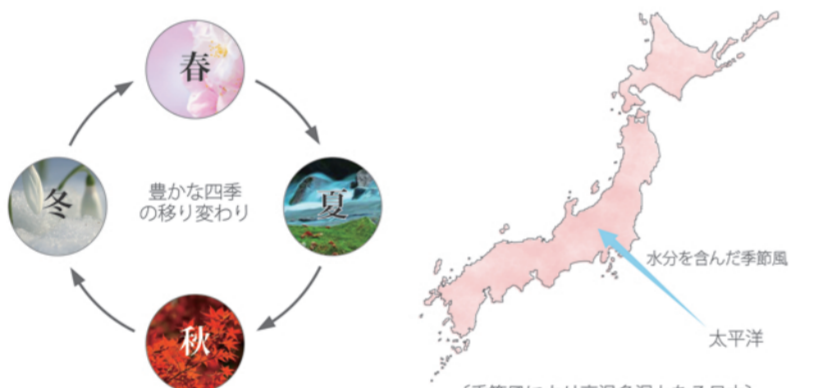 春
豊かな四季
の移り変わり
冬
夏
秋
水分を含んだ季節風
太平洋